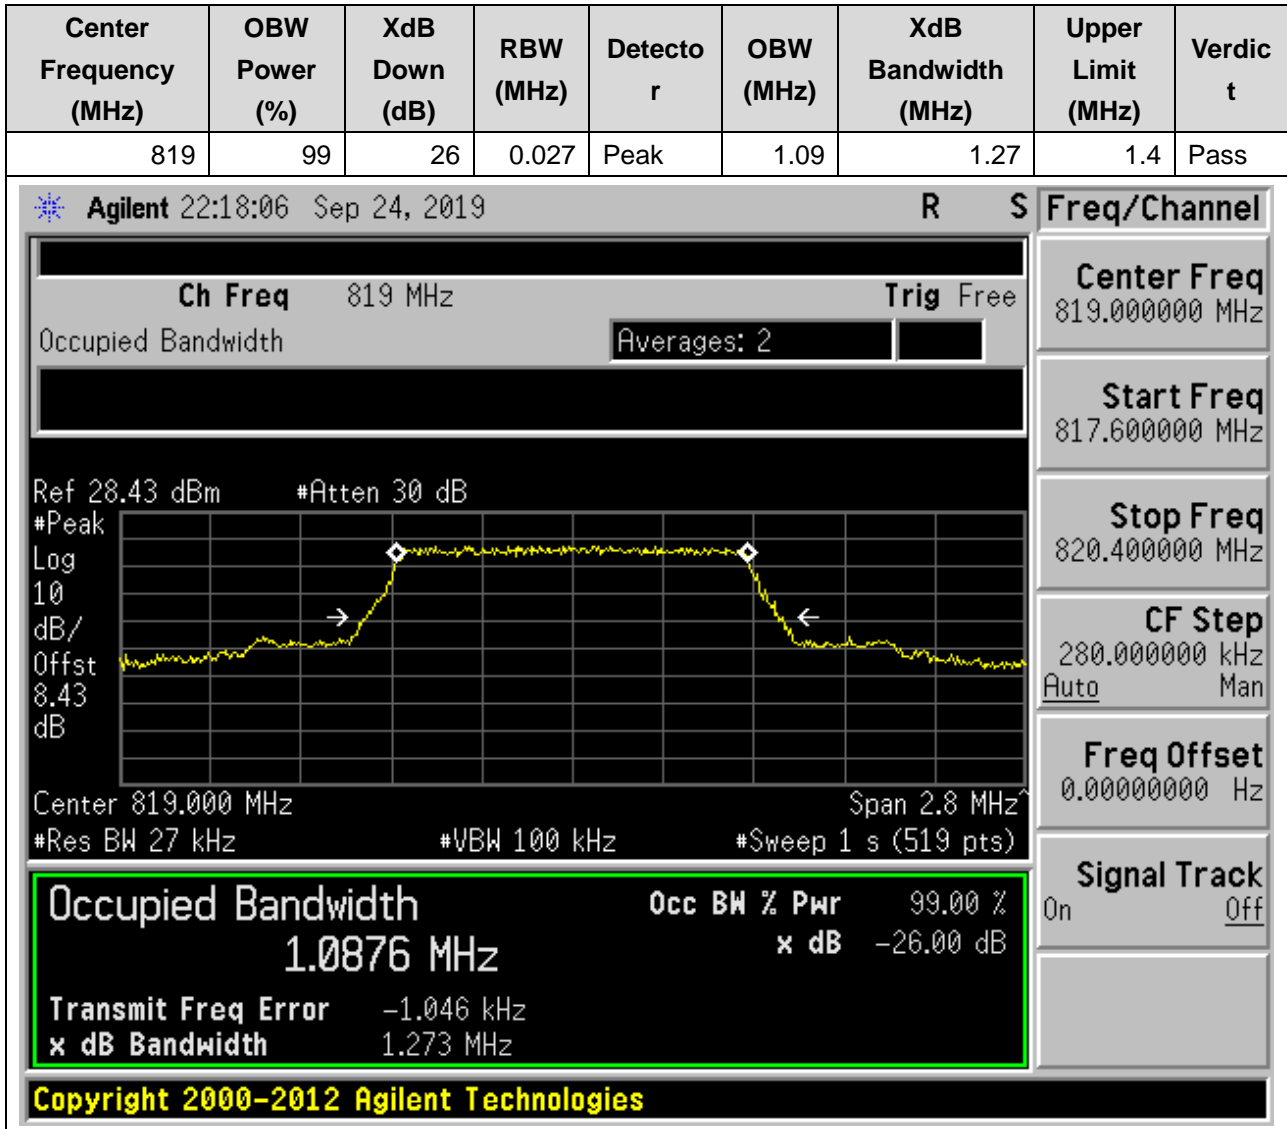 Center Frequency (MHz) OBW Power (%) XdB Down (dB) RBW (MHz) Detecto r OBW (MHz) XdB Bandwidth (MHz) Upper Limit (MHz) Verdic t
819 99 26 0.027 Peak 1.09 1.27 1.4 Pass
Agilent 22:18:06 Sep 24, 2019 R S
Ch Freq 819 MHz Trig Free
Occupied Bandwidth Averages: 2
Ref 28.43 dBm #Atten 30 dB
#Peak
Log
10
dB/
Offst
8.43
dB
Center 819.000 MHz Span 2.8 MHz^
#Res BW 27 kHz #VBW 100 kHz #Sweep 1 s (519 pts)
Occupied Bandwidth Occ BW % Pwr 99.00 %
1.0876 MHz x dB -26.00 dB
Transmit Freq Error -1.046 kHz
x dB Bandwidth 1.273 MHz
Copyright 2000-2012 Agilent Technologies
Freq/Channel
Center Freq
819.000000 MHz
Start Freq
817.600000 MHz
Stop Freq
820.400000 MHz
CF Step
280.000000 kHz
Auto Man
Freq Offset
0.00000000 Hz
Signal Track
On Off